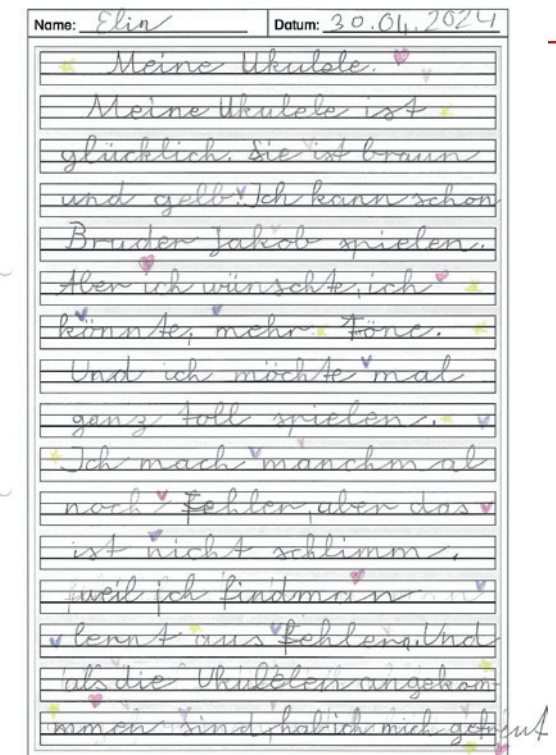 Name: Elin Datum: 30.04.2024
Meine Ukulele.
Meine Ukulele ist
glücklich. Sie ist braun
und gelb. Ich kann schon
Bruder Jakob spielen.
Aber ich wünschte, ich
könnte, mehr Töne.
Und ich möchte mal
ganz toll spielen.
Ich mach manchmal
noch Fehler, aber das
ist nicht schlimm,
weil ich find man
lernt aus Fehlern. Und
als die Ukulelen angekom-
mmen sind hab ich mich gefreut